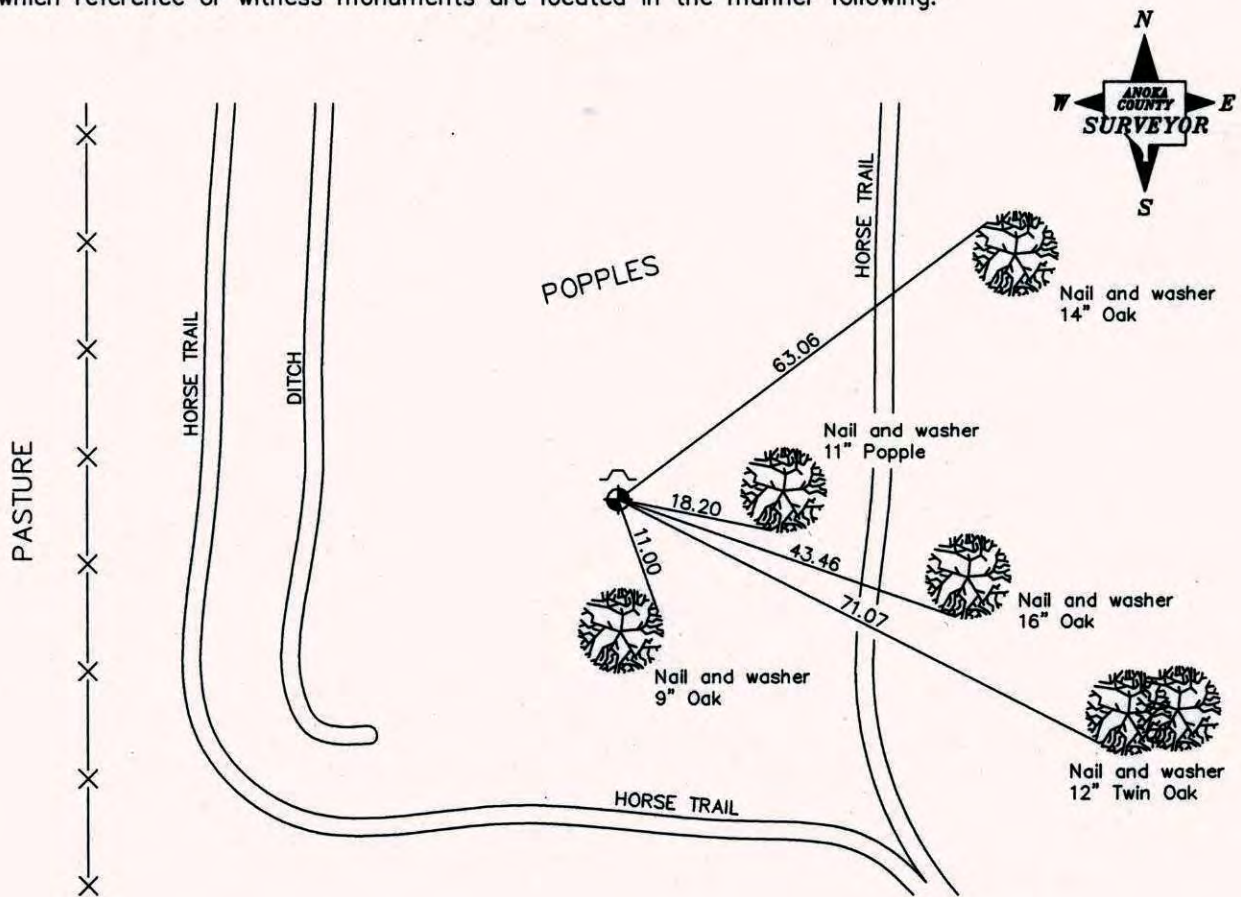 which reference or witness monuments are located in the manner following:
N
W
ANOKA
COUNTY
E
SURVEYOR
S
HORSE TRAIL
POPPLES
Nail and washer
14" Oak
63.06
HORSE TRAIL
DITCH
PASTURE
Nail and washer
11" Popple
18.20
11.00
43.46
71.07
Nail and washer
16" Oak
Nail and washer
9" Oak
Nail and washer
12" Twin Oak
HORSE TRAIL